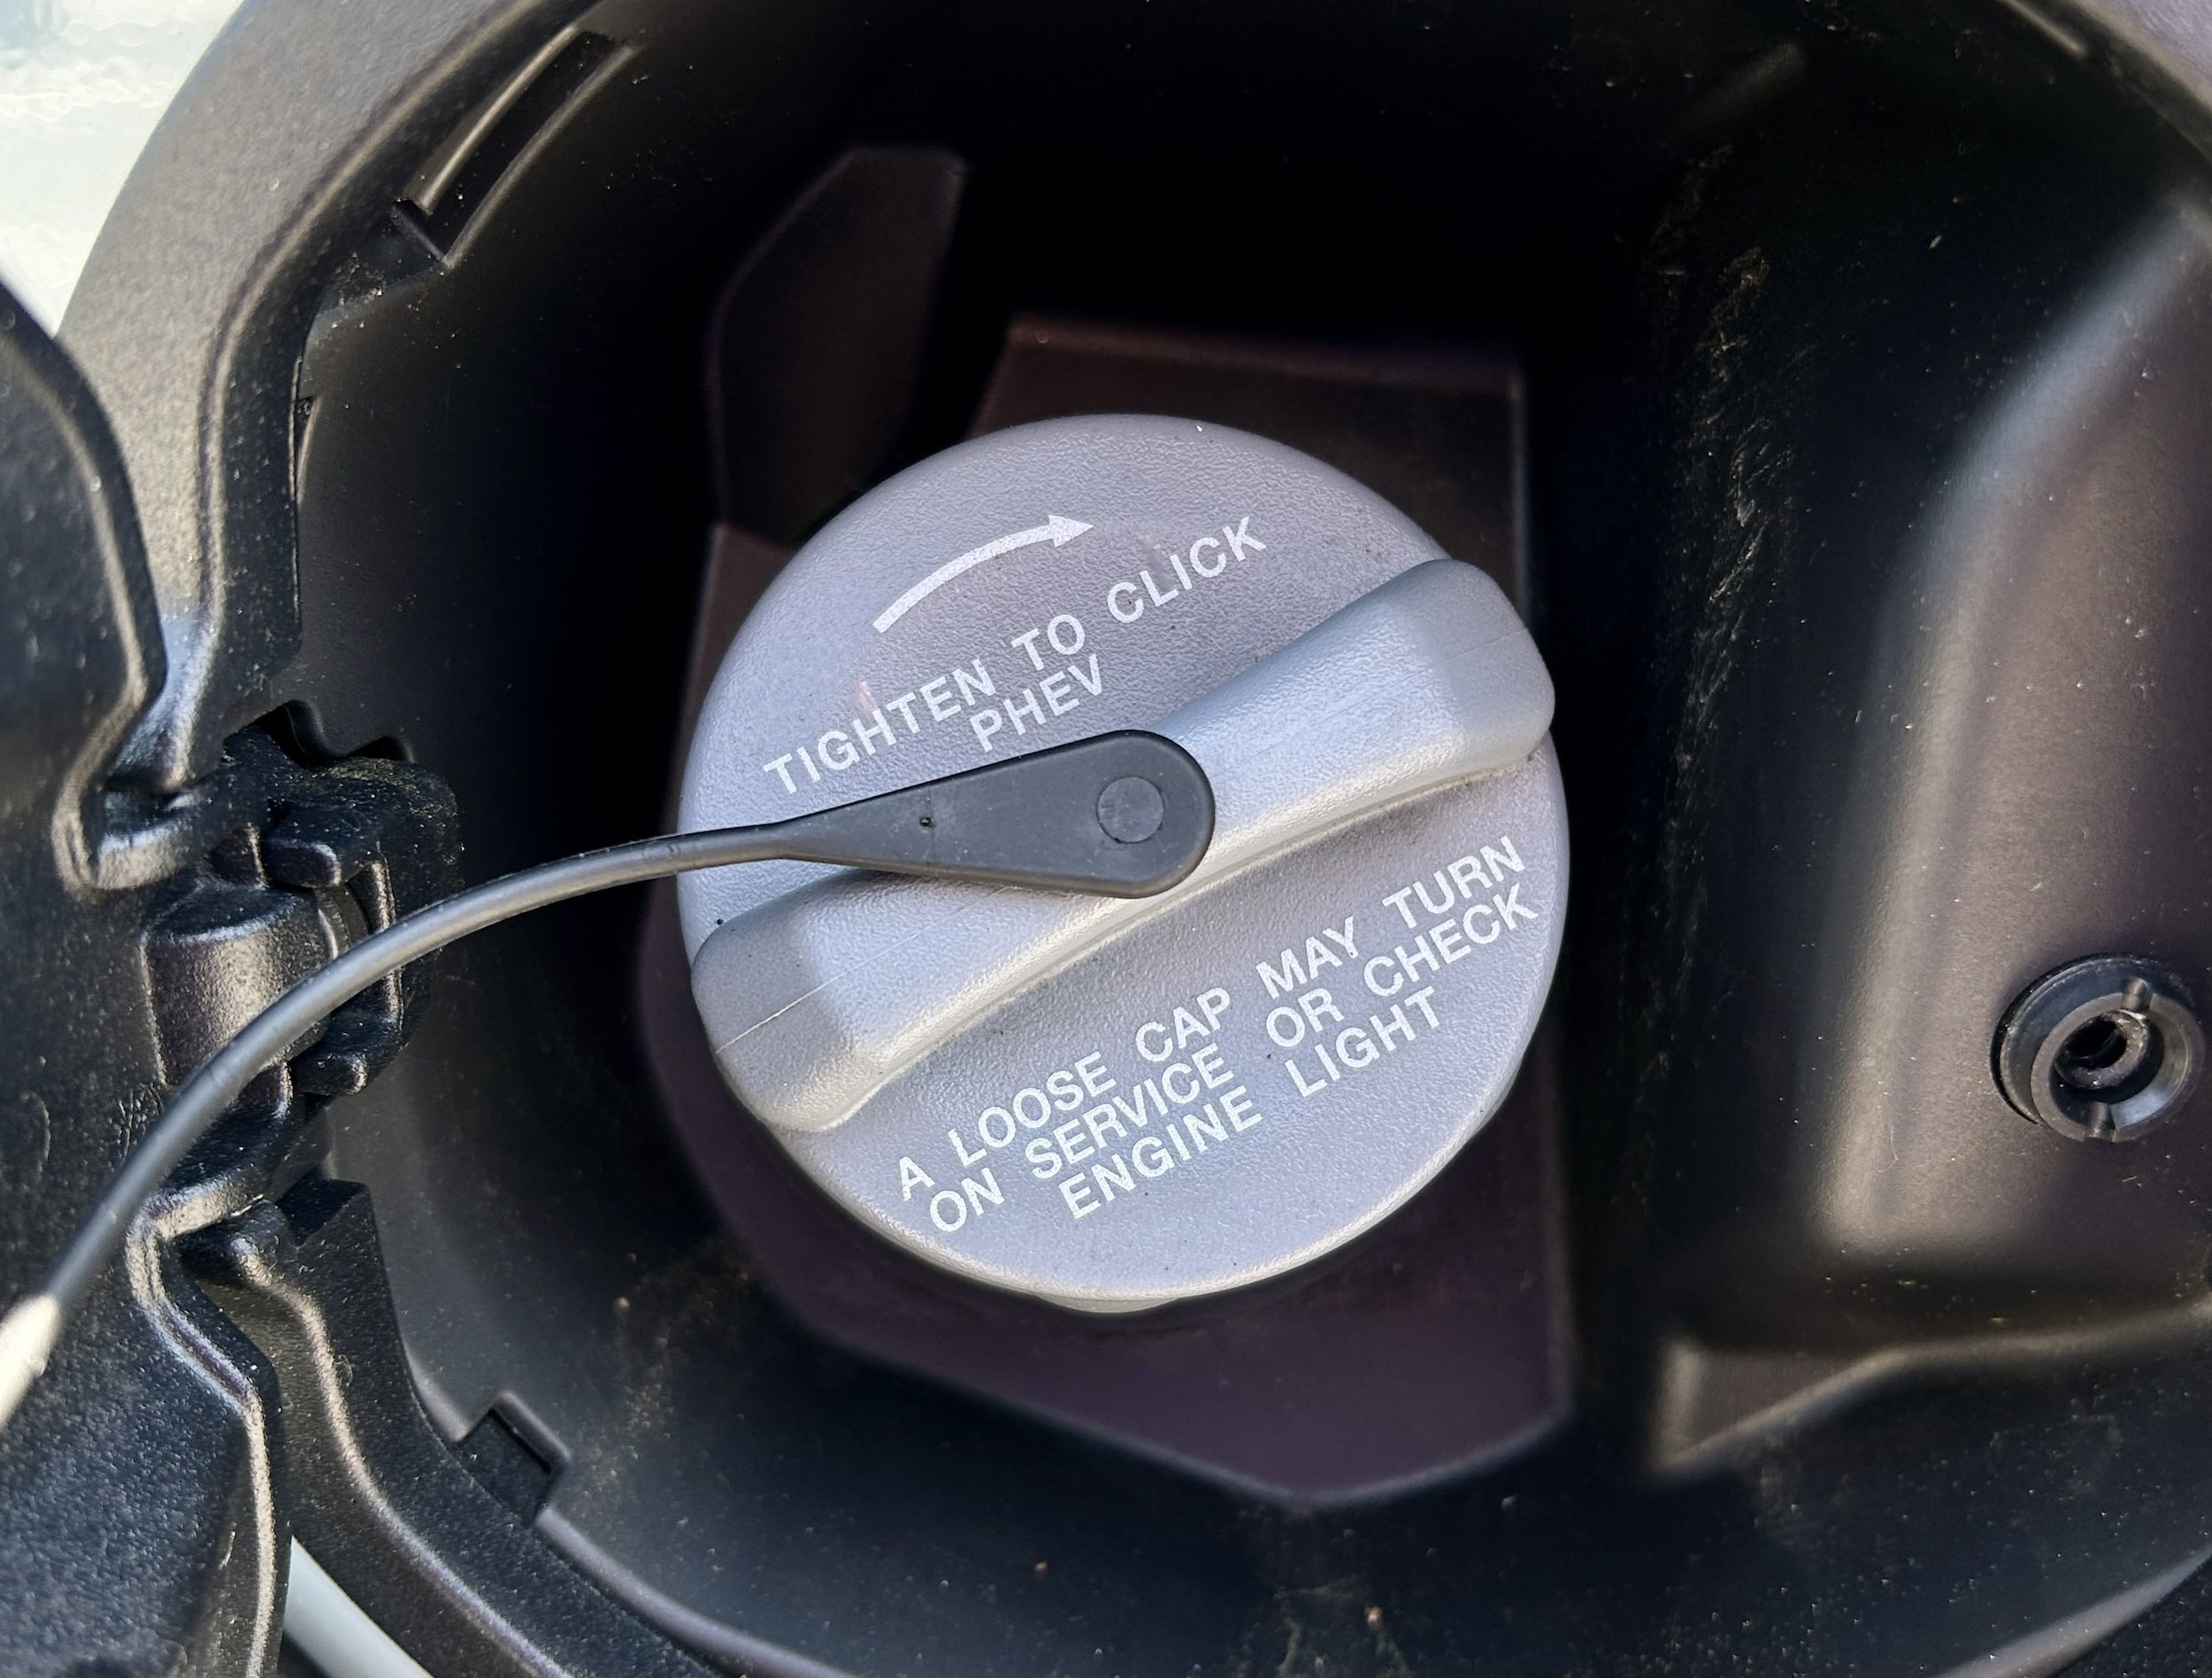 TIGHTEN TO CLICK
PHEV
A LOOSE CAP MAY TURN
ON SERVICE OR CHECK
ENGINE LIGHT